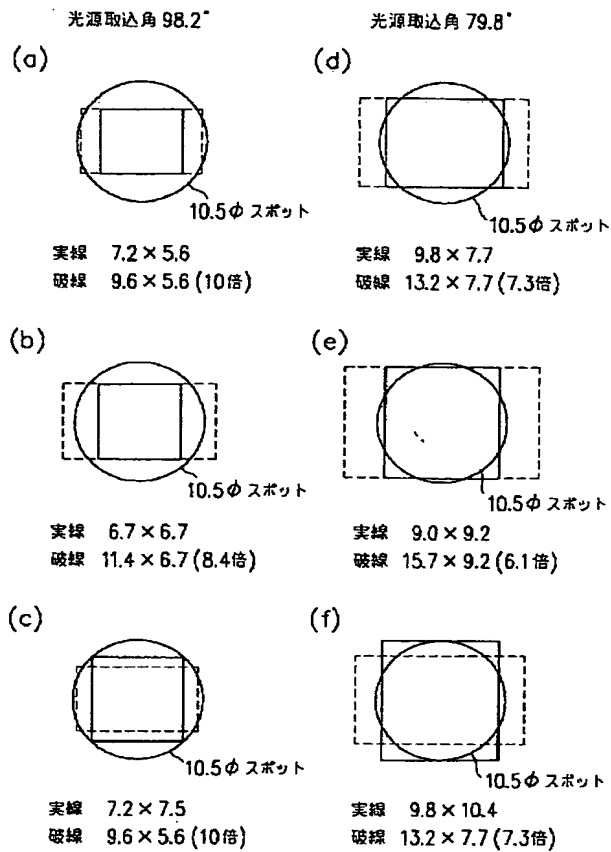 光源取込角 98.2°
(a)
10.5φ スポット
実線 7.2 × 5.6
破線 9.6 × 5.6 (10倍)
(b)
10.5φ スポット
実線 6.7 × 6.7
破線 11.4 × 6.7 (8.4倍)
(c)
10.5φ スポット
実線 7.2 × 7.5
破線 9.6 × 5.6 (10倍)
光源取込角 79.8°
(d)
10.5φ スポット
実線 9.8 × 7.7
破線 13.2 × 7.7 (7.3倍)
(e)
10.5φ スポット
実線 9.0 × 9.2
破線 15.7 × 9.2 (6.1倍)
(f)
10.5φ スポット
実線 9.8 × 10.4
破線 13.2 × 7.7 (7.3倍)